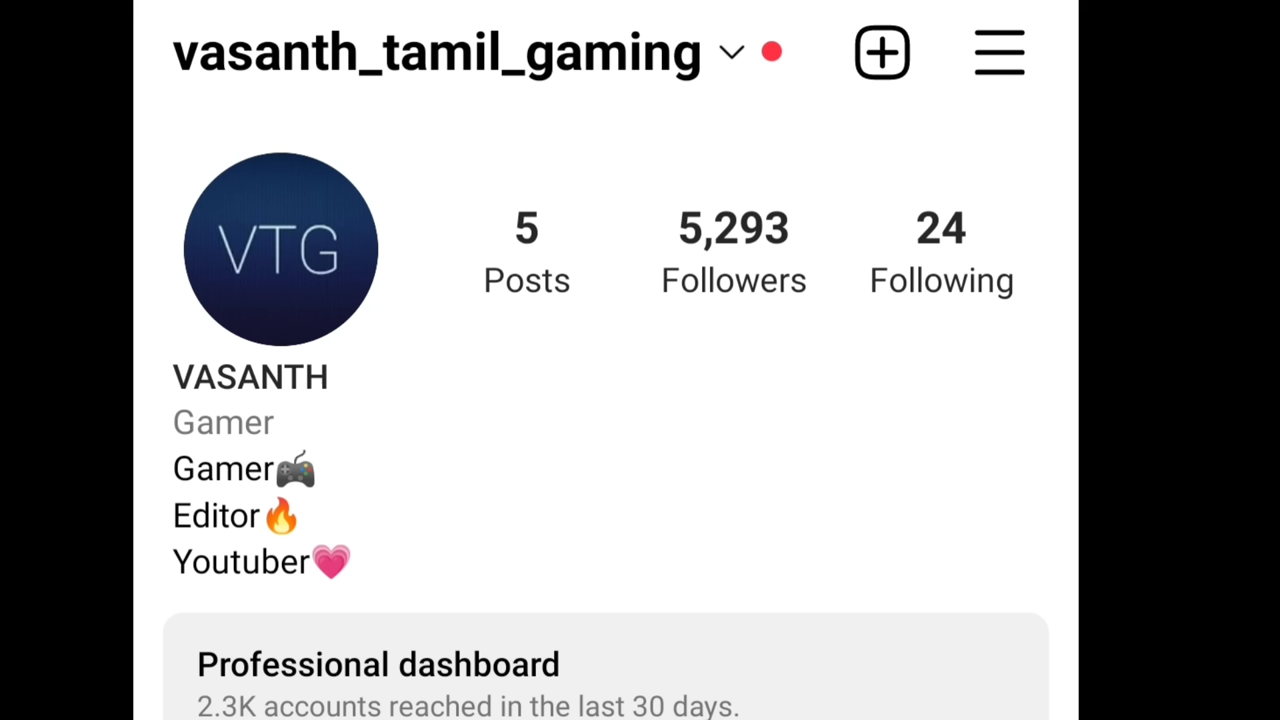 vasanth_tamil_gaming
VTG
5
Posts
5,293
Followers
24
Following
VASANTH
Gamer
Gamer🎮
Editor🔥
Youtuber💗
Professional dashboard
2.3K accounts reached in the last 30 days.